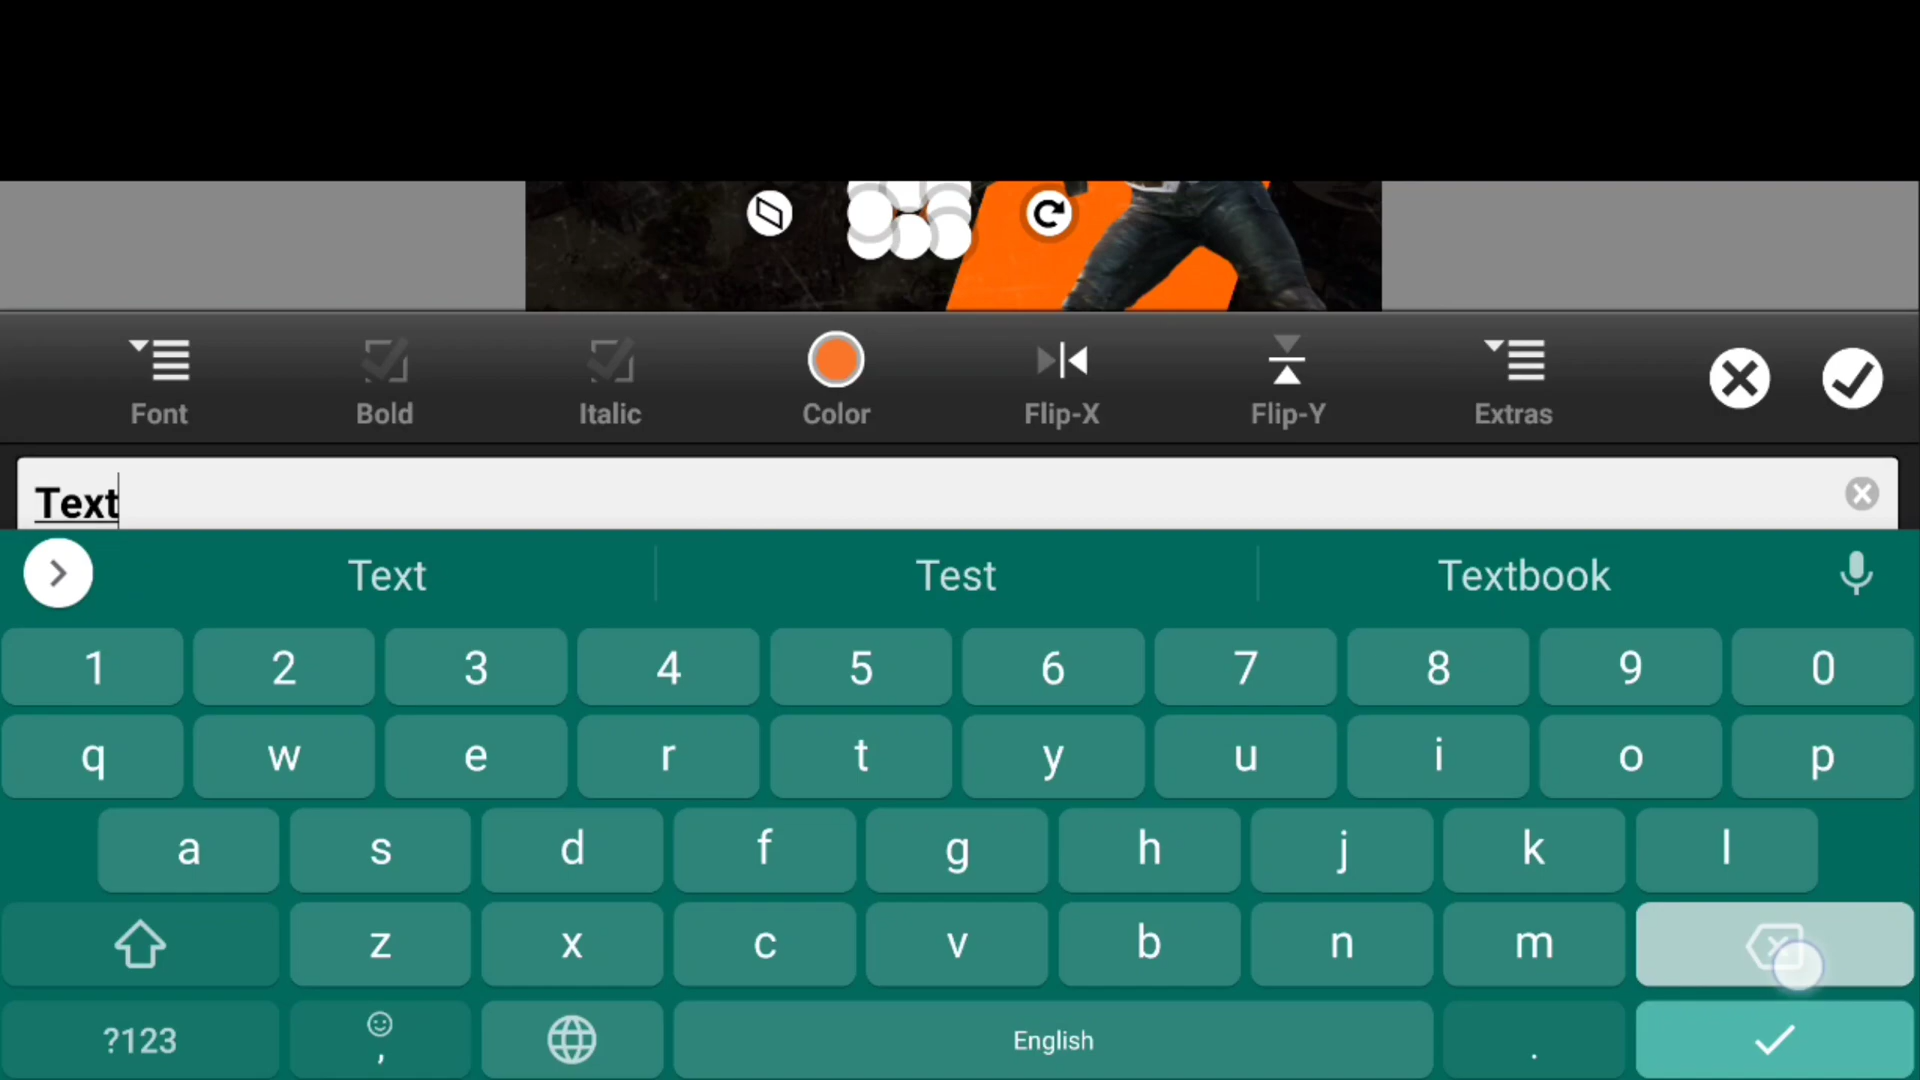 Font Bold Italic Color Flip-X Flip-Y Extras
Text
Text Test Textbook
1 2 3 4 5 6 7 8 9 0
q w e r t y u i o p
a s d f g h j k l
z x c v b n m
?123 , English .